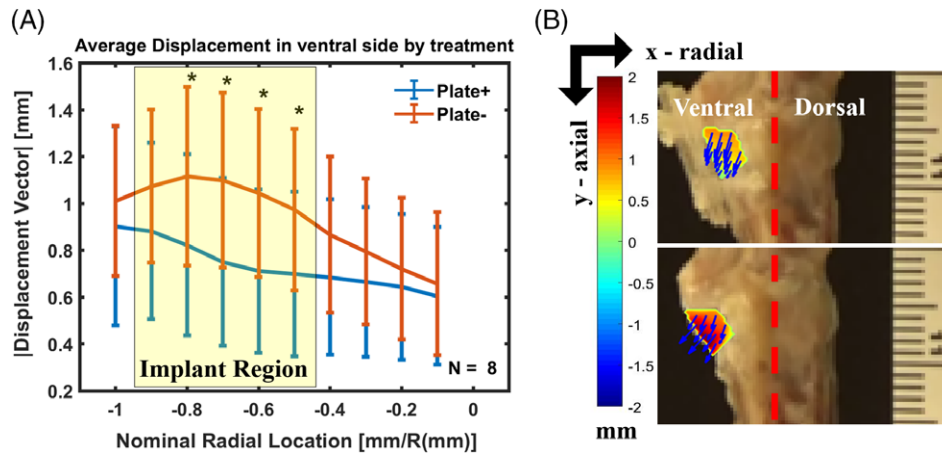 (A)
Average Displacement in ventral side by treatment
|Displacement Vector| [mm]
1.6
1.4
1.2
1
0.8
0.6
0.4
0.2
* * * *
Plate+
Plate-
Implant Region
N = 8
-1 -0.8 -0.6 -0.4 -0.2 0
Nominal Radial Location [mm/R(mm)]
(B)
x - radial
y - axial
2
1.5
1
0.5
0
-0.5
-1
-1.5
-2
mm
Ventral Dorsal